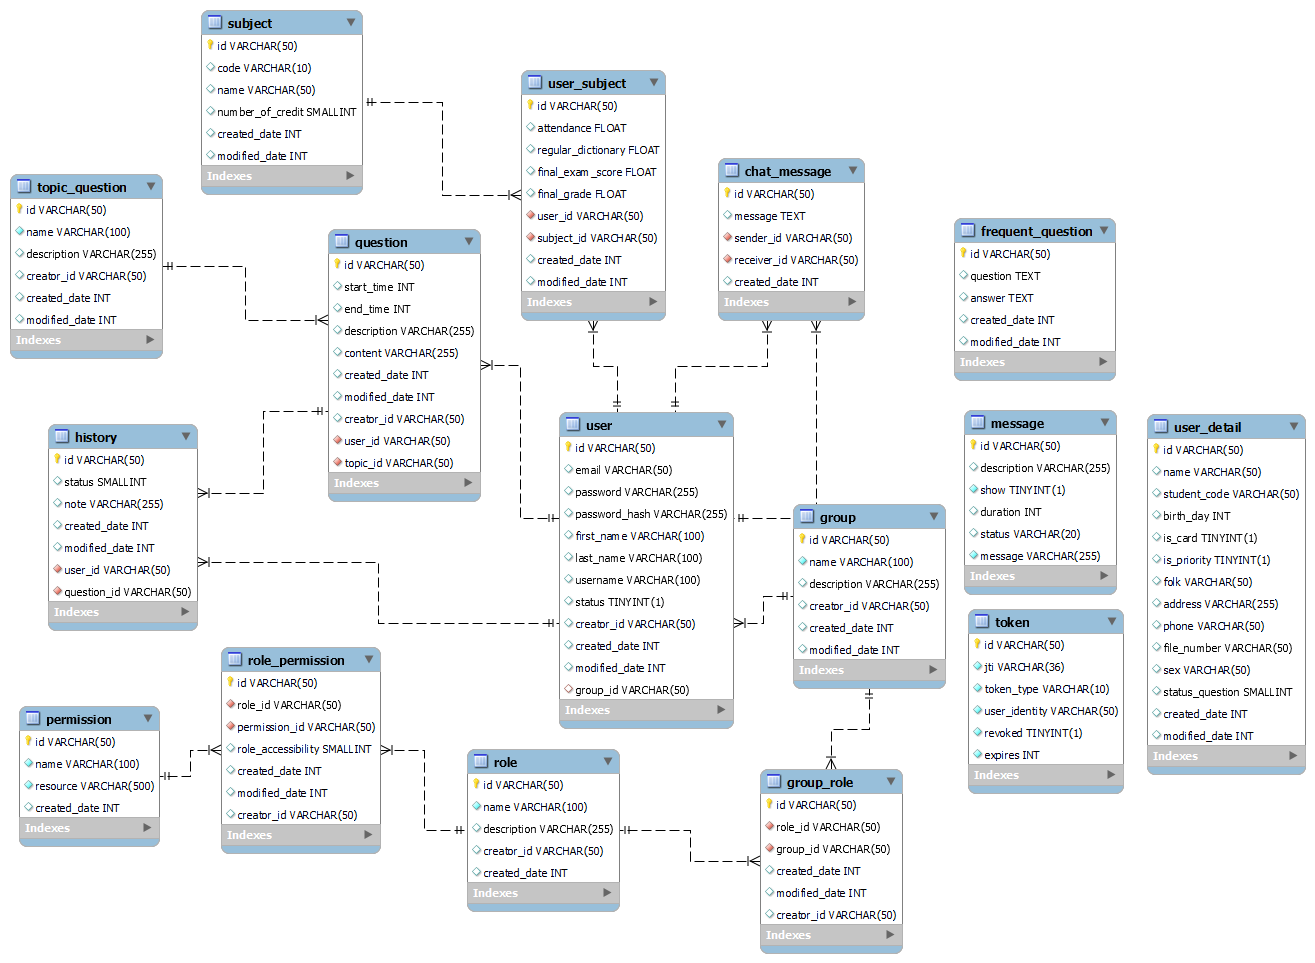 subject
id VARCHAR(50)
code VARCHAR(10)
name VARCHAR(50)
number_of_credit SMALLINT
created_date INT
modified_date INT
Indexes
user_subject
id VARCHAR(50)
attendance FLOAT
regular_dictionary FLOAT
final_exam_score FLOAT
final_grade FLOAT
user_id VARCHAR(50)
subject_id VARCHAR(50)
created_date INT
modified_date INT
Indexes
chat_message
id VARCHAR(50)
message TEXT
sender_id VARCHAR(50)
receiver_id VARCHAR(50)
created_date INT
Indexes
topic_question
id VARCHAR(50)
name VARCHAR(100)
description VARCHAR(255)
creator_id VARCHAR(50)
created_date INT
modified_date INT
Indexes
question
id VARCHAR(50)
start_time INT
end_time INT
description VARCHAR(255)
content VARCHAR(255)
created_date INT
modified_date INT
creator_id VARCHAR(50)
user_id VARCHAR(50)
topic_id VARCHAR(50)
Indexes
frequent_question
id VARCHAR(50)
question TEXT
answer TEXT
created_date INT
modified_date INT
Indexes
history
id VARCHAR(50)
status SMALLINT
note VARCHAR(255)
created_date INT
modified_date INT
user_id VARCHAR(50)
question_id VARCHAR(50)
Indexes
user
id VARCHAR(50)
email VARCHAR(50)
password VARCHAR(255)
password_hash VARCHAR(255)
first_name VARCHAR(100)
last_name VARCHAR(100)
username VARCHAR(100)
status TINYINT(1)
creator_id VARCHAR(50)
created_date INT
modified_date INT
group_id VARCHAR(50)
Indexes
group
id VARCHAR(50)
name VARCHAR(100)
description VARCHAR(255)
creator_id VARCHAR(50)
created_date INT
modified_date INT
Indexes
message
id VARCHAR(50)
description VARCHAR(255)
show TINYINT(1)
duration INT
status VARCHAR(20)
message VARCHAR(255)
Indexes
user_detail
id VARCHAR(50)
name VARCHAR(50)
student_code VARCHAR(50)
birth_day INT
is_card TINYINT(1)
is_priority TINYINT(1)
folk VARCHAR(50)
address VARCHAR(255)
phone VARCHAR(50)
file_number VARCHAR(50)
sex VARCHAR(50)
status_question SMALLINT
created_date INT
modified_date INT
Indexes
token
id VARCHAR(50)
jti VARCHAR(36)
token_type VARCHAR(10)
user_identity VARCHAR(50)
revoked TINYINT(1)
expires INT
Indexes
role_permission
id VARCHAR(50)
role_id VARCHAR(50)
permission_id VARCHAR(50)
role_accessibility SMALLINT
created_date INT
modified_date INT
creator_id VARCHAR(50)
Indexes
permission
id VARCHAR(50)
name VARCHAR(100)
resource VARCHAR(500)
created_date INT
Indexes
role
id VARCHAR(50)
name VARCHAR(100)
description VARCHAR(255)
creator_id VARCHAR(50)
created_date INT
Indexes
group_role
id VARCHAR(50)
role_id VARCHAR(50)
group_id VARCHAR(50)
created_date INT
modified_date INT
creator_id VARCHAR(50)
Indexes